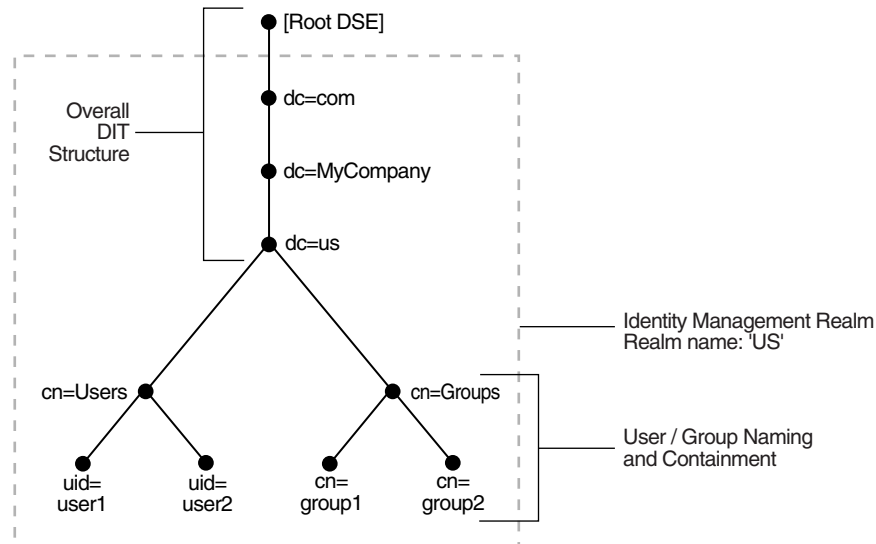 [Root DSE]
dc=com
Overall
DIT
Structure
dc=MyCompany
dc=us
Identity Management Realm
Realm name: 'US'
cn=Users
cn=Groups
User / Group Naming
and Containment
uid=
user1
uid=
user2
cn=
group1
cn=
group2